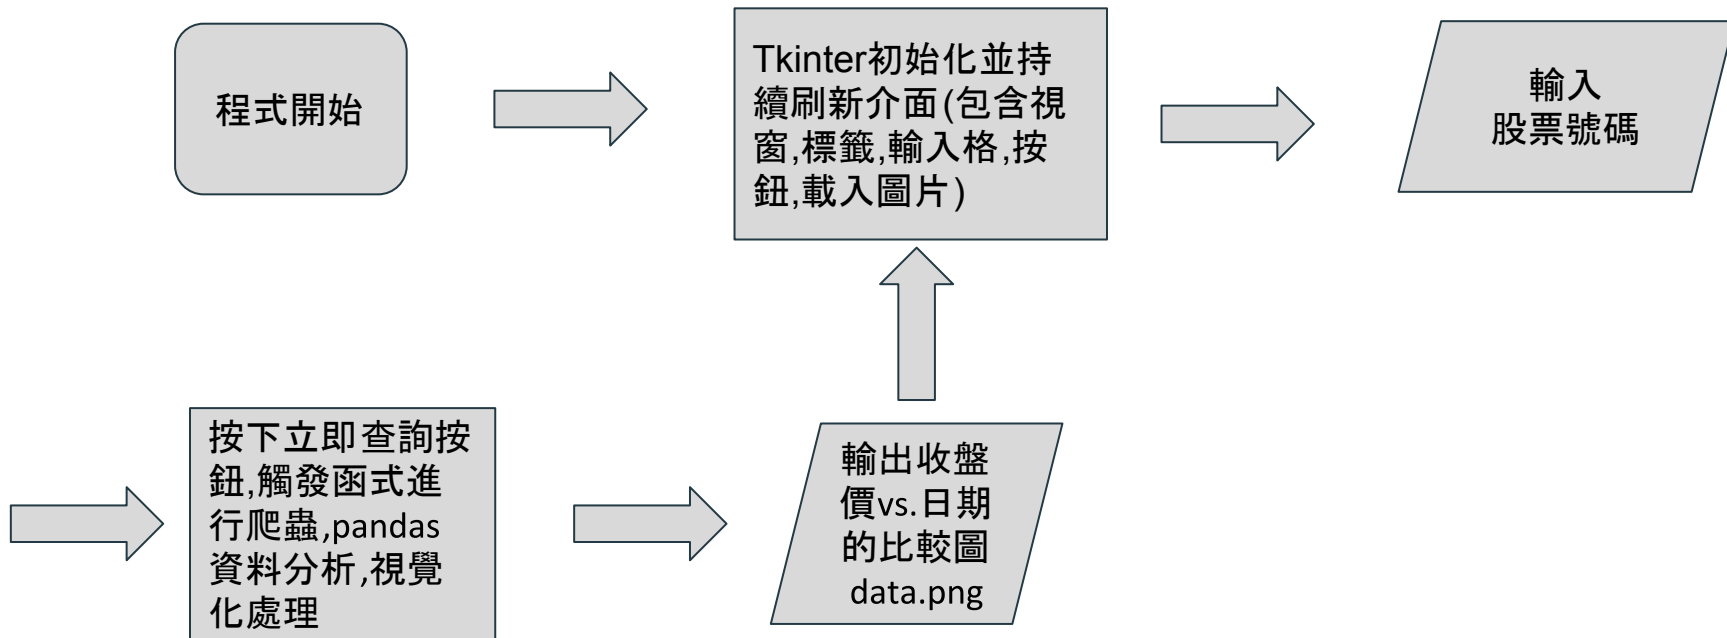 程式開始
Tkinter初始化並持
續刷新介面(包含視
窗,標籤,輸入格,按
鈕,載入圖片)
輸入
股票號碼
按下立即查詢按
鈕,觸發函式進
行爬蟲,pandas
資料分析,視覺
化處理
輸出收盤
價vs.日期
的比較圖
data.png